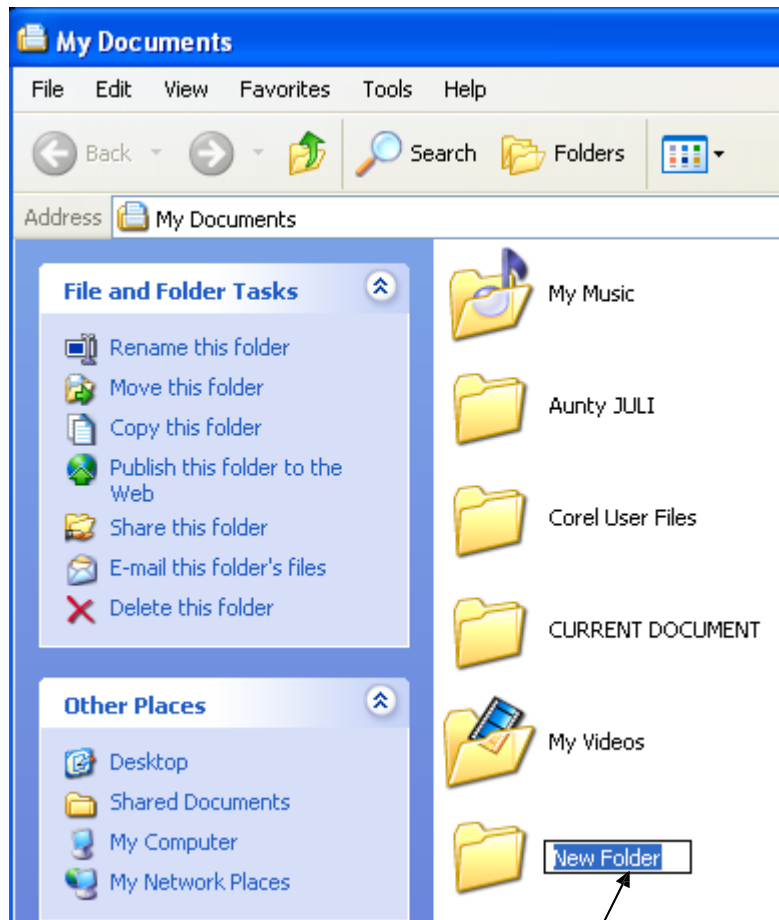 My Documents
File Edit View Favorites Tools Help
Back Search Folders
Address My Documents
File and Folder Tasks
Rename this folder
Move this folder
Copy this folder
Publish this folder to the
Web
Share this folder
E-mail this folder's files
Delete this folder
Other Places
Desktop
Shared Documents
My Computer
My Network Places
My Music
Aunty JULI
Corel User Files
CURRENT DOCUMENT
My Videos
New Folder